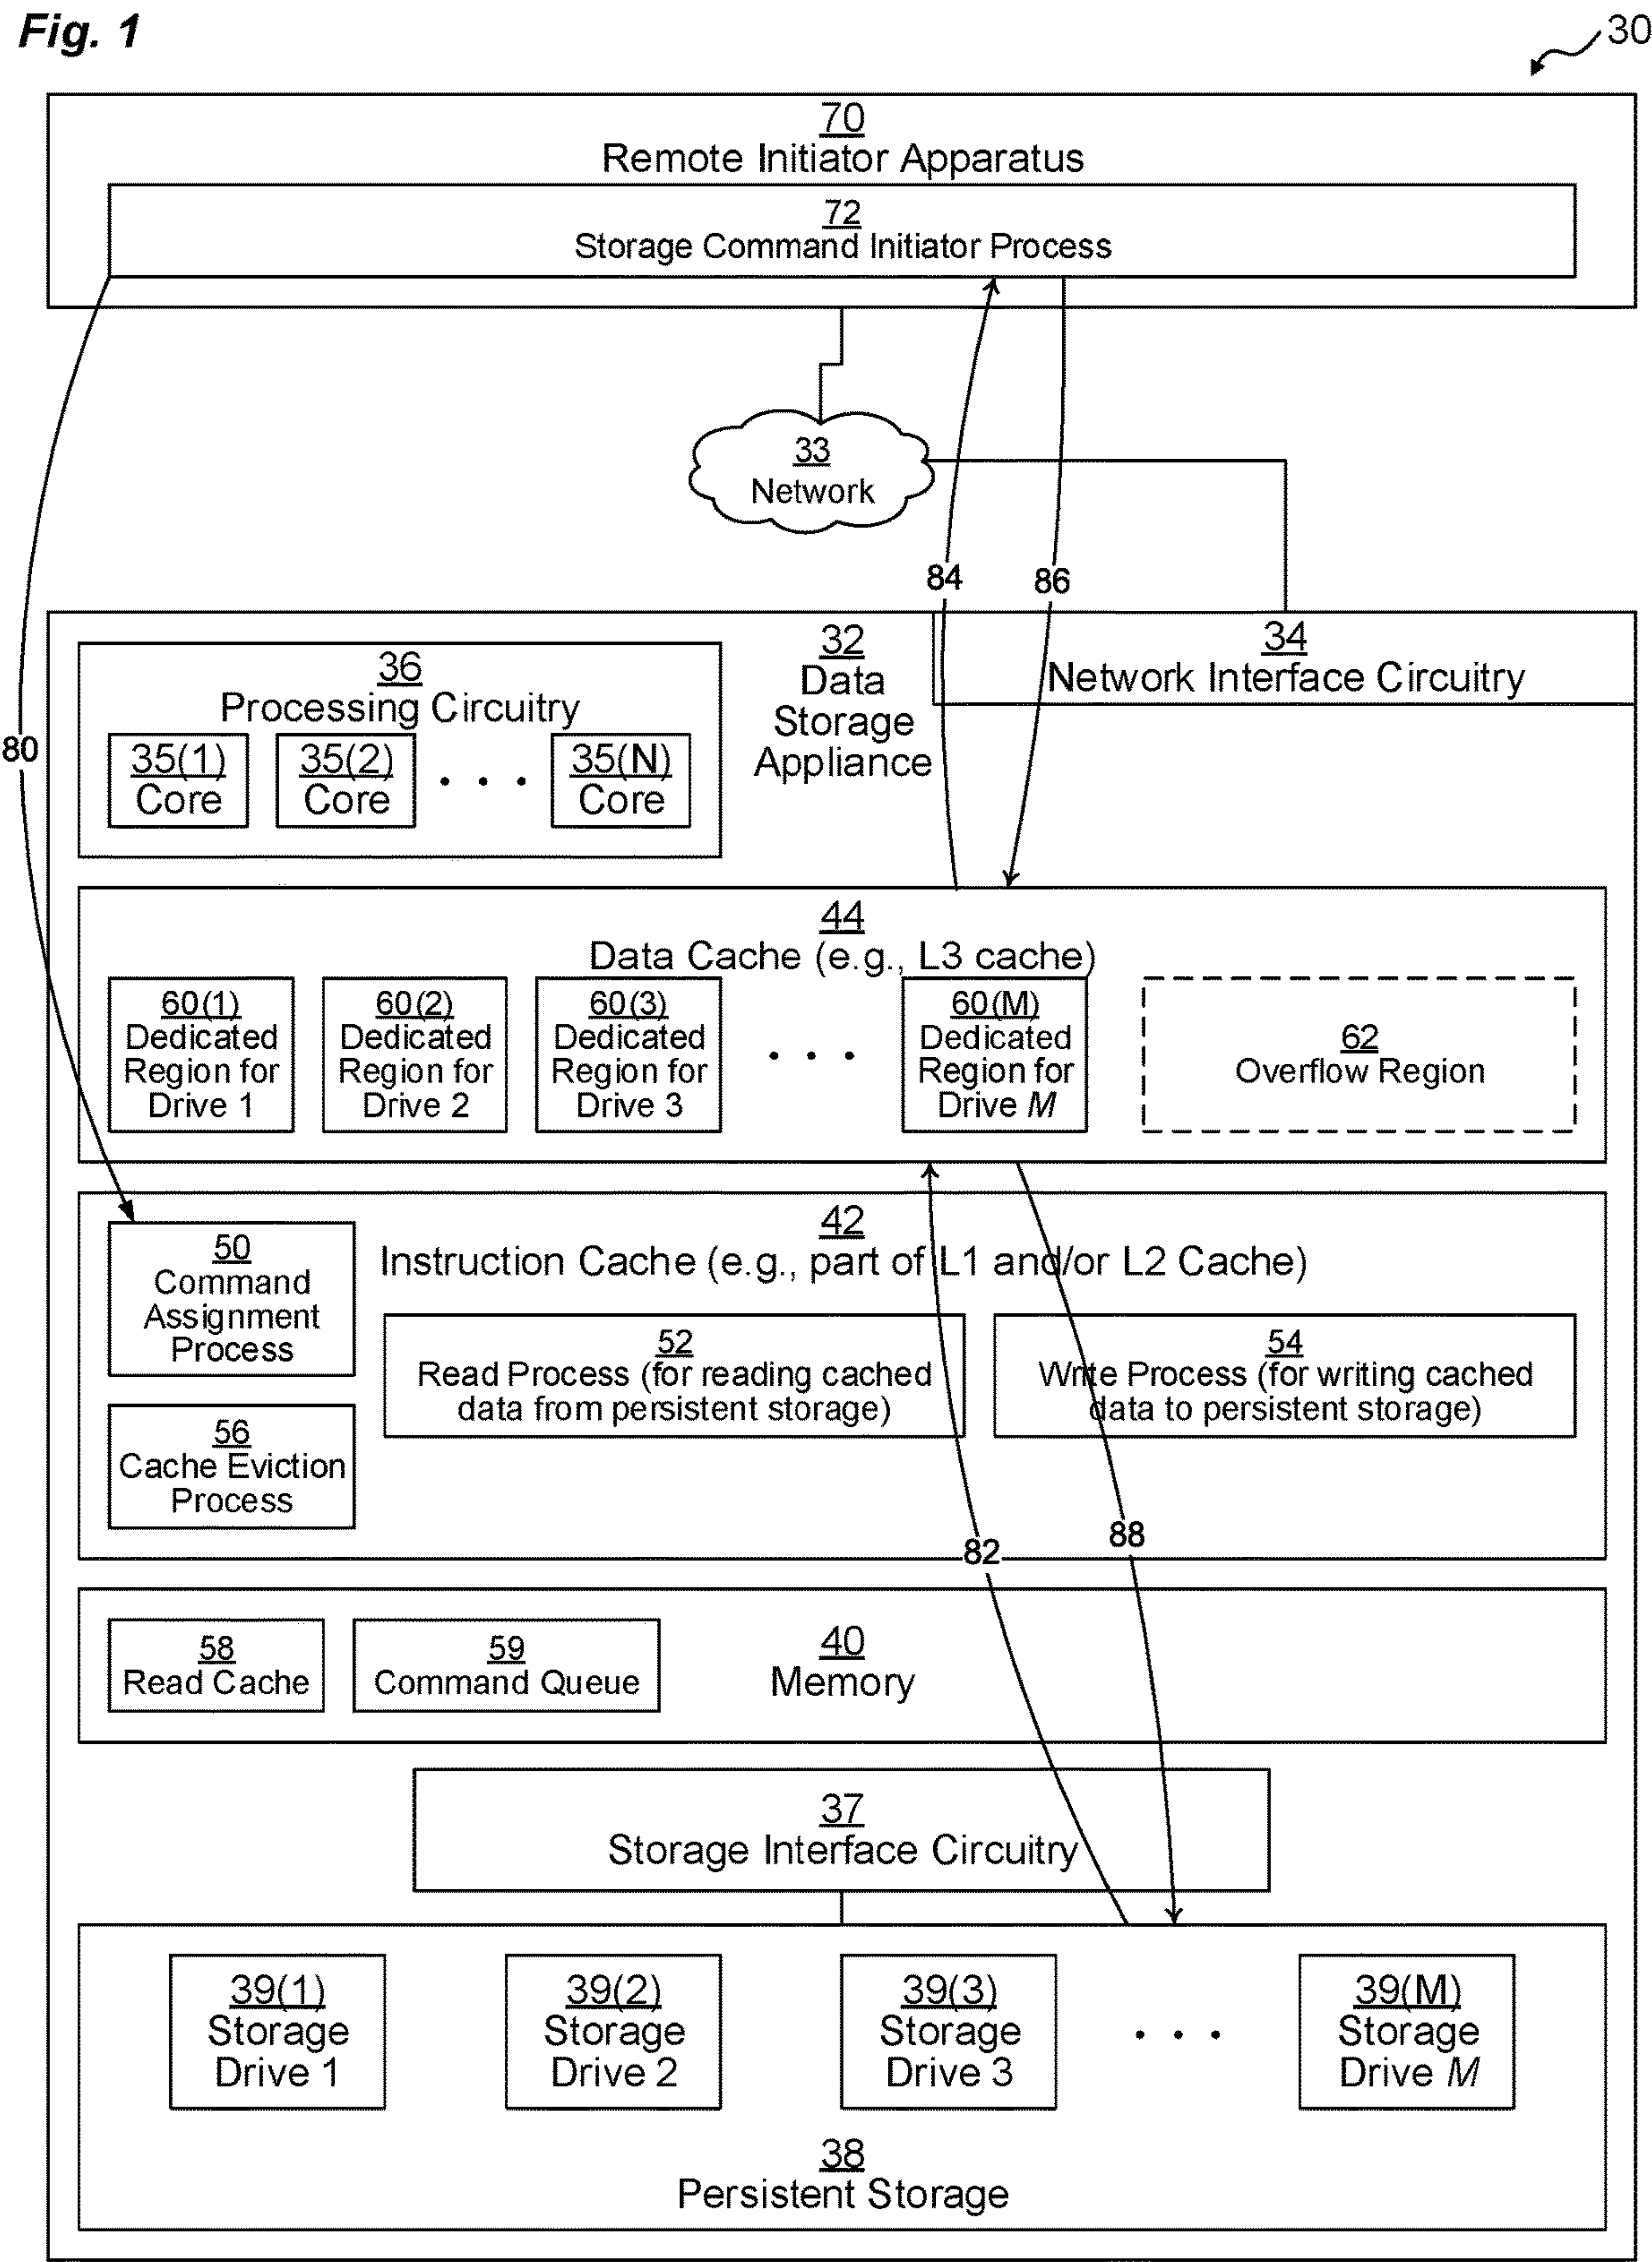 Fig. 1
30
70
Remote Initiator Apparatus
72
Storage Command Initiator Process
33
Network
84
86
32
Data
Storage
Appliance
34
Network Interface Circuitry
36
Processing Circuitry
35(1)
Core
35(2)
Core
. . .
35(N)
Core
80
44
Data Cache (e.g., L3 cache)
60(1)
Dedicated
Region for
Drive 1
60(2)
Dedicated
Region for
Drive 2
60(3)
Dedicated
Region for
Drive 3
. . .
60(M)
Dedicated
Region for
Drive M
62
Overflow Region
42
Instruction Cache (e.g., part of L1 and/or L2 Cache)
50
Command
Assignment
Process
52
Read Process (for reading cached
data from persistent storage)
54
Write Process (for writing cached
data to persistent storage)
56
Cache Eviction
Process
82
88
58
Read Cache
59
Command Queue
40
Memory
37
Storage Interface Circuitry
39(1)
Storage
Drive 1
39(2)
Storage
Drive 2
39(3)
Storage
Drive 3
. . .
39(M)
Storage
Drive M
38
Persistent Storage